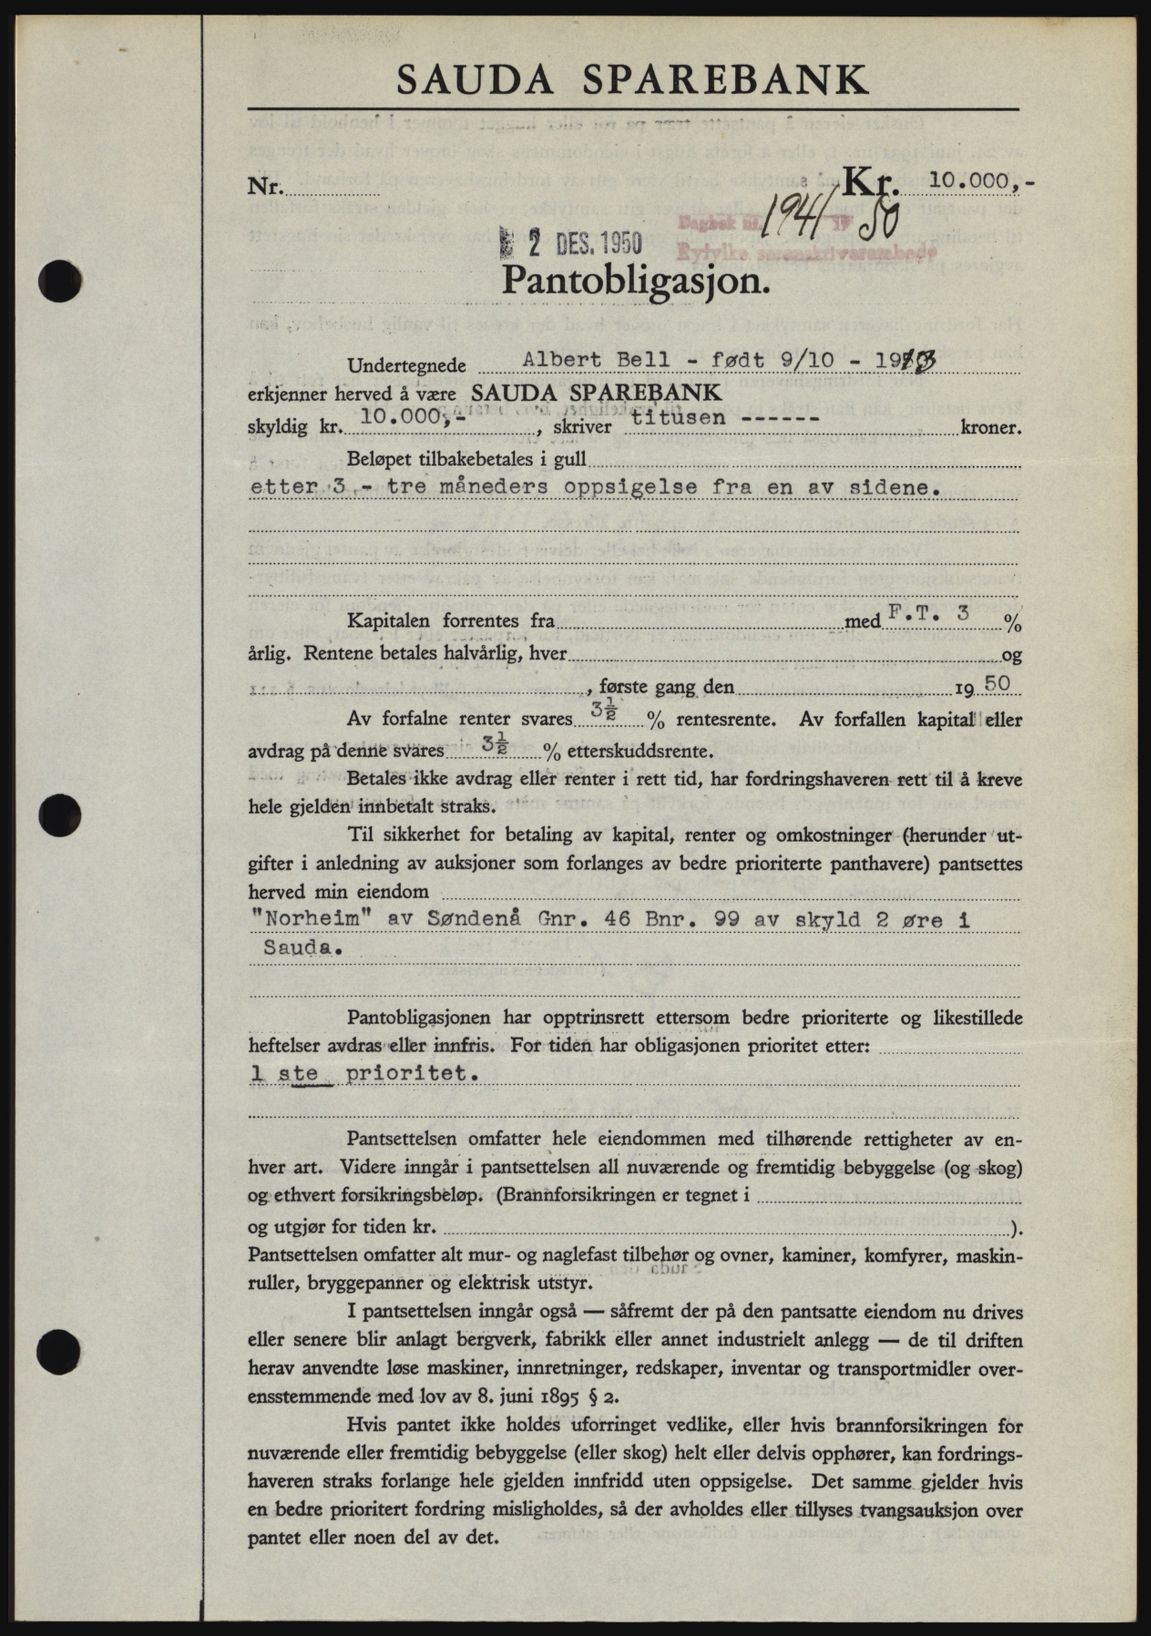 SAUDA SPAREBANK
Nr. Kr. 10.000,-
Dagbok nr. 1941 19 50
2 DES. 1950 Ryfylke sorenskriverembede
Pantobligasjon.
Undertegnede Albert Bell - født 9/10 - 1913
erkjenner herved å være SAUDA SPAREBANK
skyldig kr. 10.000,- , skriver titusen ------ kroner.
Beløpet tilbakebetales i gull
etter 3 - tre måneders oppsigelse fra en av sidene.
Kapitalen forrentes fra med F.T. 3 %
årlig. Rentene betales halvårlig, hver og
, første gang den 19 50
Av forfalne renter svares 3½ % rentesrente. Av forfallen kapital eller
avdrag på denne svares 3½ % etterskuddsrente.
Betales ikke avdrag eller renter i rett tid, har fordringshaveren rett til å kreve
hele gjelden innbetalt straks.
Til sikkerhet for betaling av kapital, renter og omkostninger (herunder ut-
gifter i anledning av auksjoner som forlanges av bedre prioriterte panthavere) pantsettes
herved min eiendom
"Norheim" av Søndenå Gnr. 46 Bnr. 99 av skyld 2 øre i
Sauda.
Pantobligasjonen har opptrinsrett ettersom bedre prioriterte og likestillede
heftelser avdras eller innfris. For tiden har obligasjonen prioritet etter:
1 ste prioritet.
Pantsettelsen omfatter hele eiendommen med tilhørende rettigheter av en-
hver art. Videre inngår i pantsettelsen all nuværende og fremtidig bebyggelse (og skog)
og ethvert forsikringsbeløp. (Brannforsikringen er tegnet i
og utgjør for tiden kr. ).
Pantsettelsen omfatter alt mur- og naglefast tilbehør og ovner, kaminer, komfyrer, maskin-
ruller, bryggepanner og elektrisk utstyr.
I pantsettelsen inngår også — såfremt der på den pantsatte eiendom nu drives
eller senere blir anlagt bergverk, fabrikk eller annet industrielt anlegg — de til driften
herav anvendte løse maskiner, innretninger, redskaper, inventar og transportmidler over-
ensstemmende med lov av 8. juni 1895 § 2.
Hvis pantet ikke holdes uforringet vedlike, eller hvis brannforsikringen for
nuværende eller fremtidig bebyggelse (eller skog) helt eller delvis opphører, kan fordrings-
haveren straks forlange hele gjelden innfridd uten oppsigelse. Det samme gjelder hvis
en bedre prioritert fordring misligholdes, så der avholdes eller tillyses tvangsauksjon over
pantet eller noen del av det.